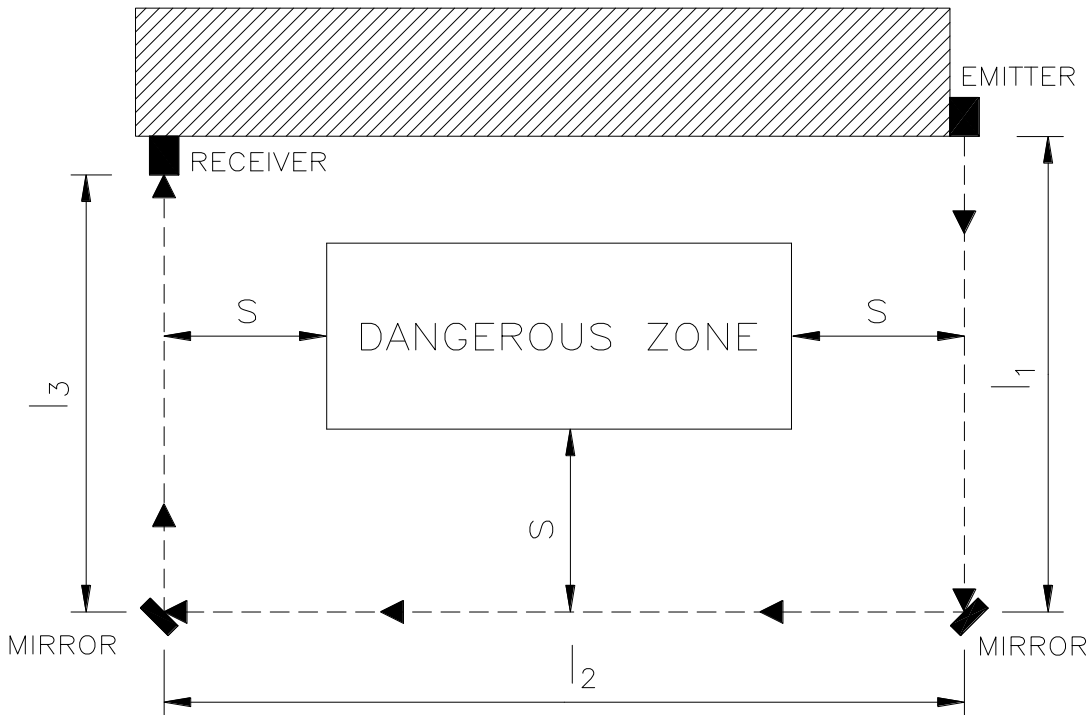 EMITTER
RECEIVER
S
S
DANGEROUS ZONE
l3
l1
S
MIRROR
MIRROR
l2